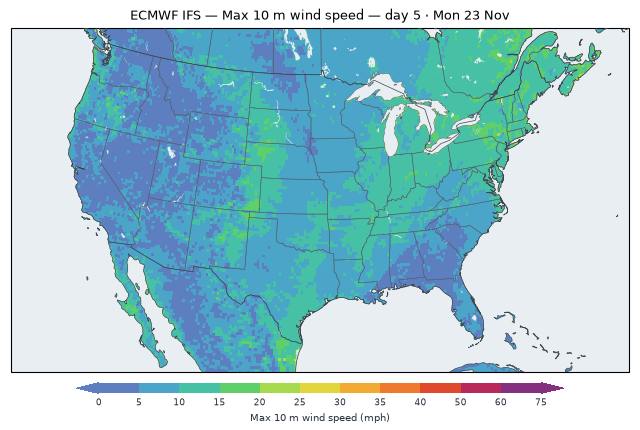 ECMWF IFS — Max 10 m wind speed — day 5 · Mon 23 Nov
0 5 10 15 20 25 30 35 40 50 60 75
Max 10 m wind speed (mph)